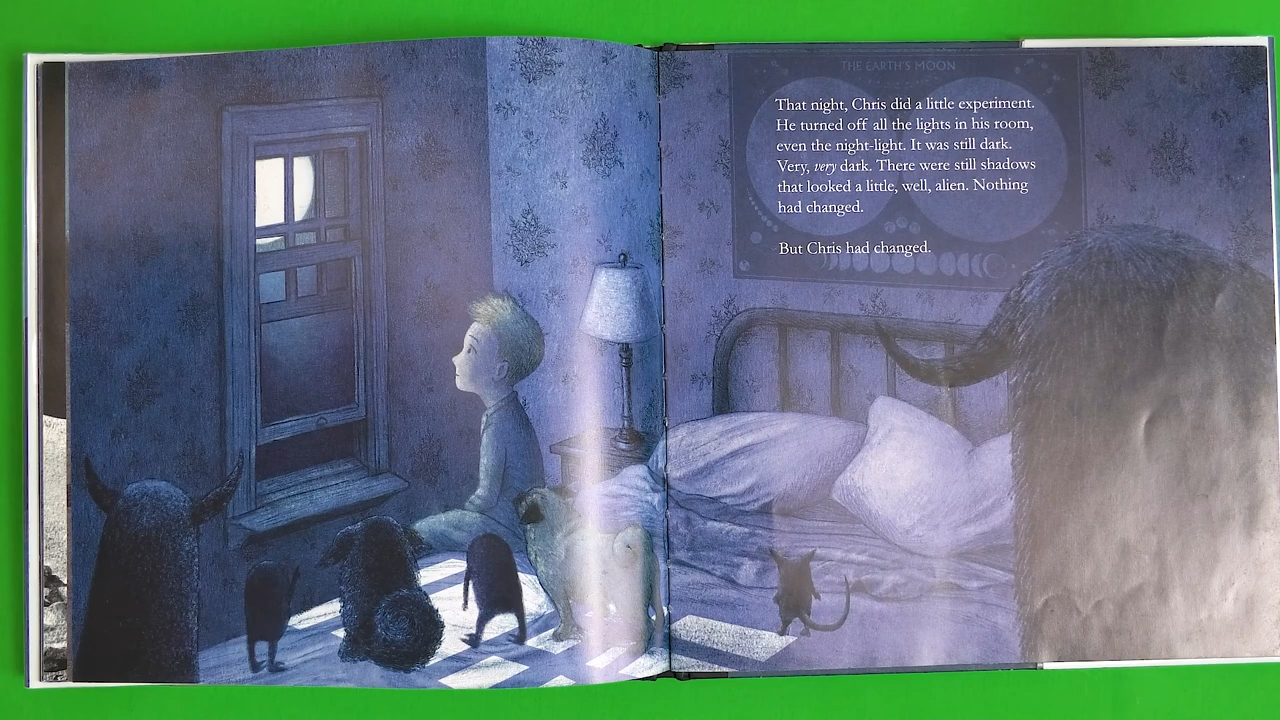 THE EARTH'S MOON
That night, Chris did a little experiment.
He turned off all the lights in his room,
even the night-light. It was still dark.
Very, very dark. There were still shadows
that looked a little, well, alien. Nothing
had changed.
But Chris had changed.